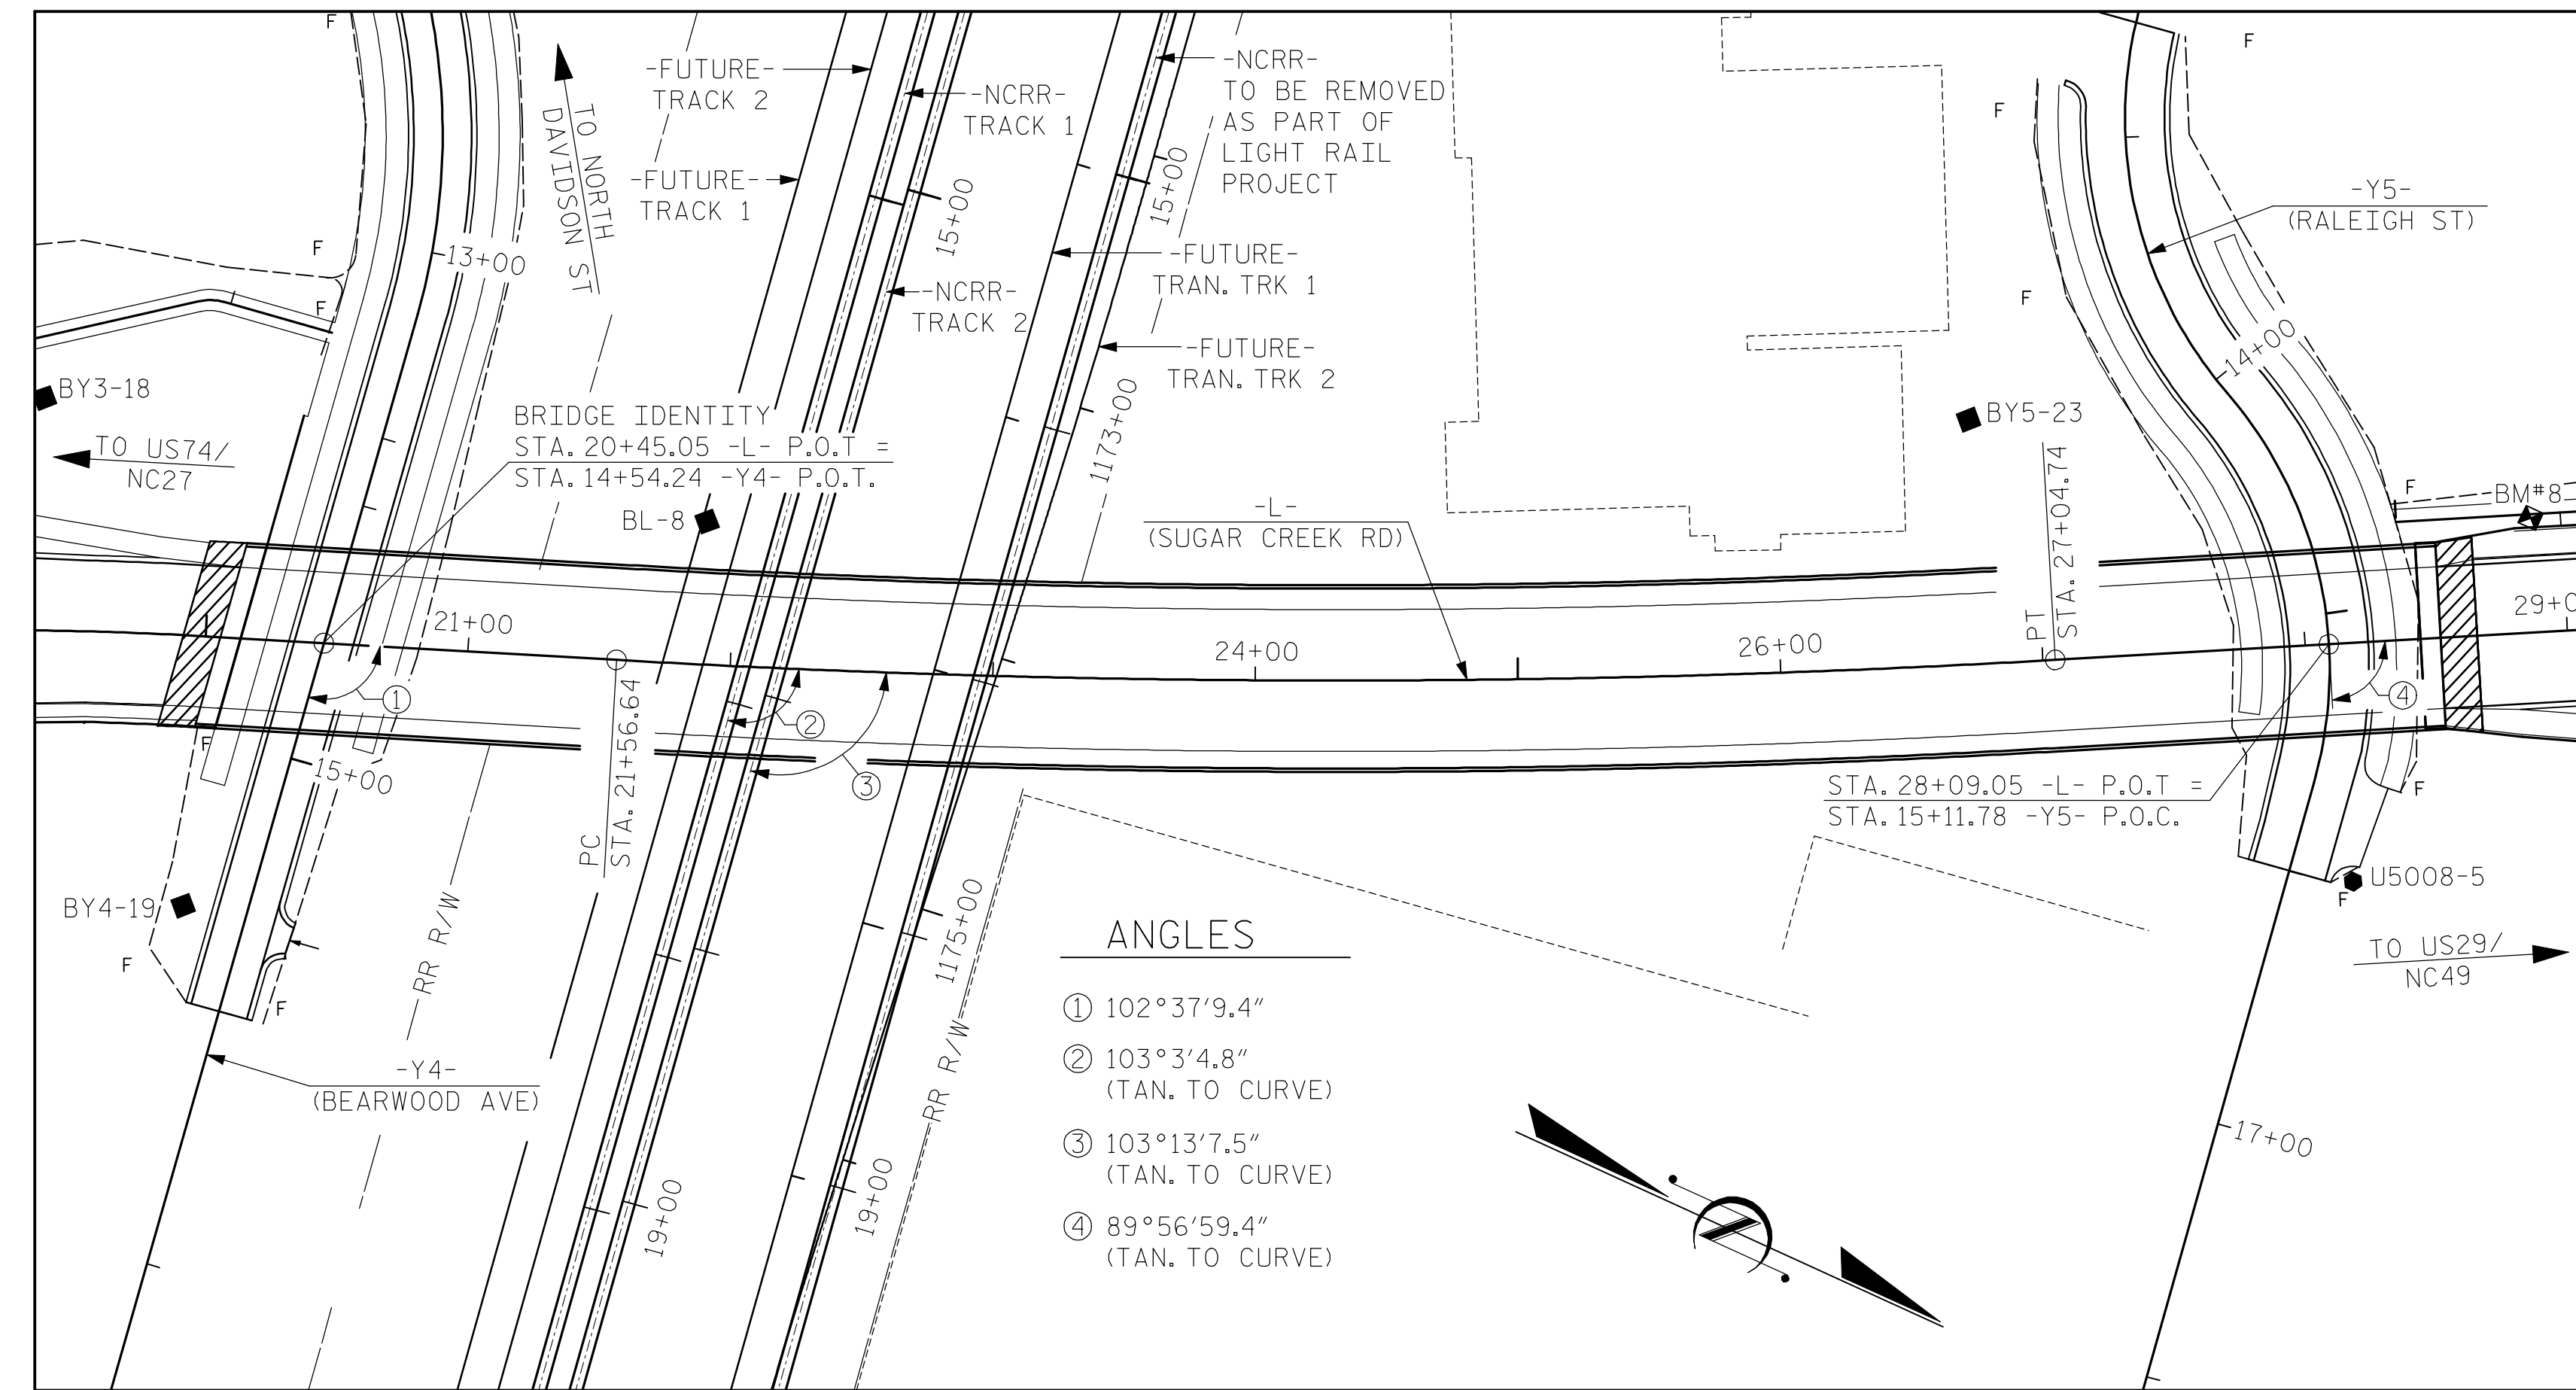 F
F
-FUTURE-
TRACK 2
-NCRR-
TRACK 1
-NCRR-
TO BE REMOVED
AS PART OF
LIGHT RAIL
PROJECT
F
TO NORTH
DAVIDSON ST
-FUTURE-
TRACK 1
15+00
15+00
-Y5-
(RALEIGH ST)
F
13+00
-FUTURE-
TRAN. TRK 1
F
-NCRR-
TRACK 2
F
14+00
-FUTURE-
TRAN. TRK 2
BY3-18
1173+00
BY5-23
BRIDGE IDENTITY
STA. 20+45.05 -L- P.O.T =
STA. 14+54.24 -Y4- P.O.T.
TO US74/
NC27
BL-8
-L-
(SUGAR CREEK RD)
PT
STA. 27+04.74
F
BM#8
21+00
24+00
26+00
29+0
1
2
3
4
F
15+00
PC
STA. 21+56.64
STA. 28+09.05 -L- P.O.T =
STA. 15+11.78 -Y5- P.O.C.
F
U5008-5
F
BY4-19
F
F
RR R/W
1175+00
RR R/W
TO US29/
NC49
ANGLES
1 102°37'9.4"
2 103°3'4.8"
(TAN. TO CURVE)
3 103°13'7.5"
(TAN. TO CURVE)
4 89°56'59.4"
(TAN. TO CURVE)
-Y4-
(BEARWOOD AVE)
19+00
19+00
17+00